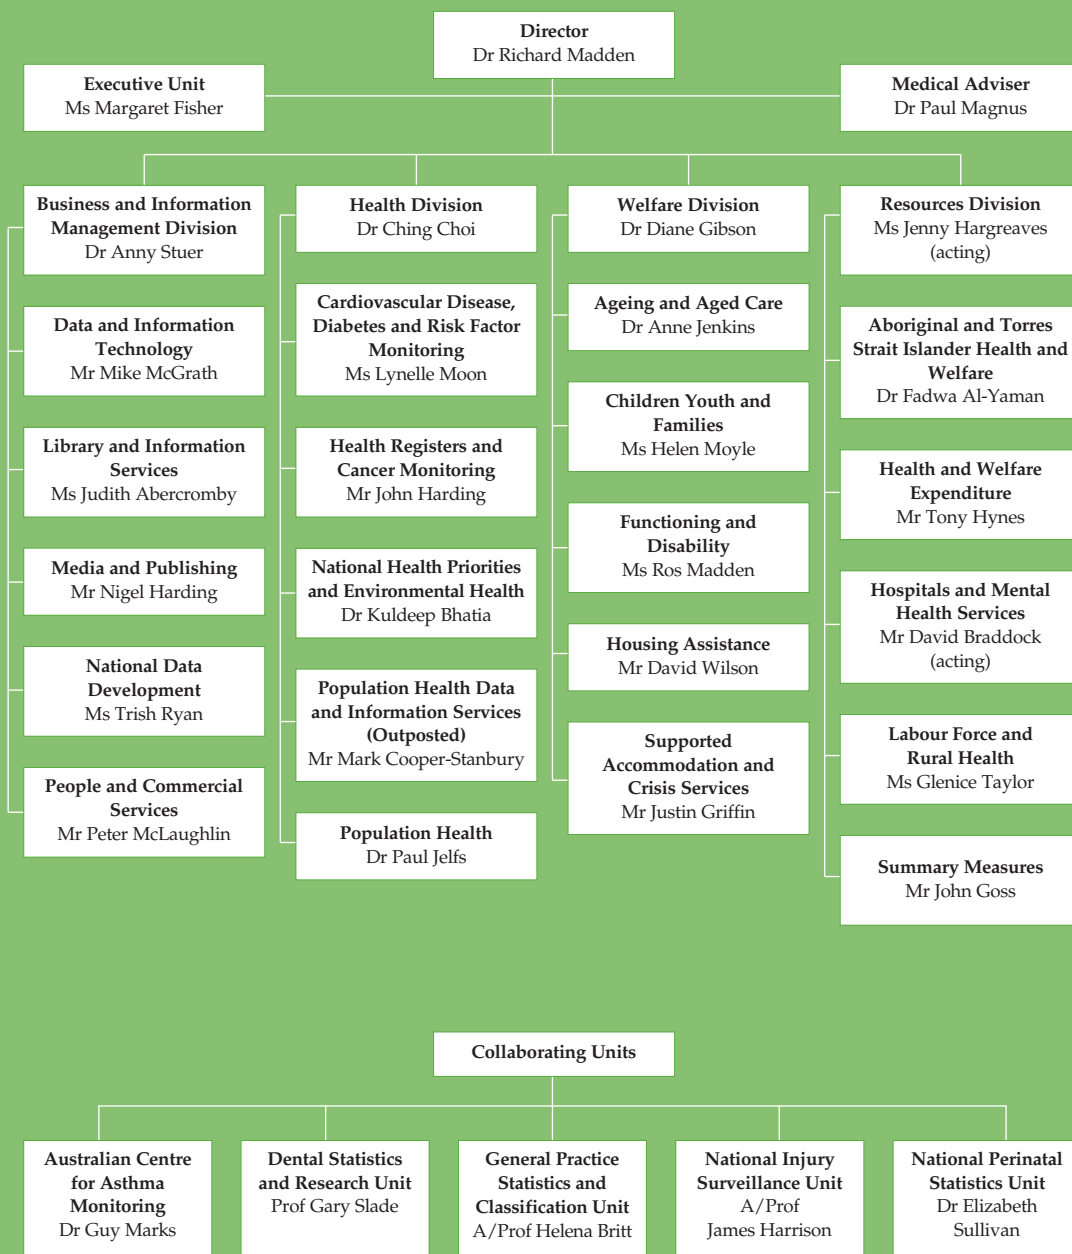 Director
Dr Richard Madden
Executive Unit
Ms Margaret Fisher
Medical Adviser
Dr Paul Magnus
Business and Information
Management Division
Dr Anny Stuer
Data and Information
Technology
Mr Mike McGrath
Library and Information
Services
Ms Judith Abercromby
Media and Publishing
Mr Nigel Harding
National Data
Development
Ms Trish Ryan
People and Commercial
Services
Mr Peter McLaughlin
Health Division
Dr Ching Choi
Cardiovascular Disease,
Diabetes and Risk Factor
Monitoring
Ms Lynelle Moon
Health Registers and
Cancer Monitoring
Mr John Harding
National Health Priorities
and Environmental Health
Dr Kuldeep Bhatia
Population Health Data
and Information Services
(Outposted)
Mr Mark Cooper-Stanbury
Population Health
Dr Paul Jelfs
Welfare Division
Dr Diane Gibson
Ageing and Aged Care
Dr Anne Jenkins
Children Youth and
Families
Ms Helen Moyle
Functioning and
Disability
Ms Ros Madden
Housing Assistance
Mr David Wilson
Supported
Accommodation and
Crisis Services
Mr Justin Griffin
Resources Division
Ms Jenny Hargreaves
(acting)
Aboriginal and Torres
Strait Islander Health and
Welfare
Dr Fadwa Al-Yaman
Health and Welfare
Expenditure
Mr Tony Hynes
Hospitals and Mental
Health Services
Mr David Braddock
(acting)
Labour Force and
Rural Health
Ms Glenice Taylor
Summary Measures
Mr John Goss
Collaborating Units
Australian Centre
for Asthma
Monitoring
Dr Guy Marks
Dental Statistics
and Research Unit
Prof Gary Slade
General Practice
Statistics and
Classification Unit
A/Prof Helena Britt
National Injury
Surveillance Unit
A/Prof
James Harrison
National Perinatal
Statistics Unit
Dr Elizabeth
Sullivan